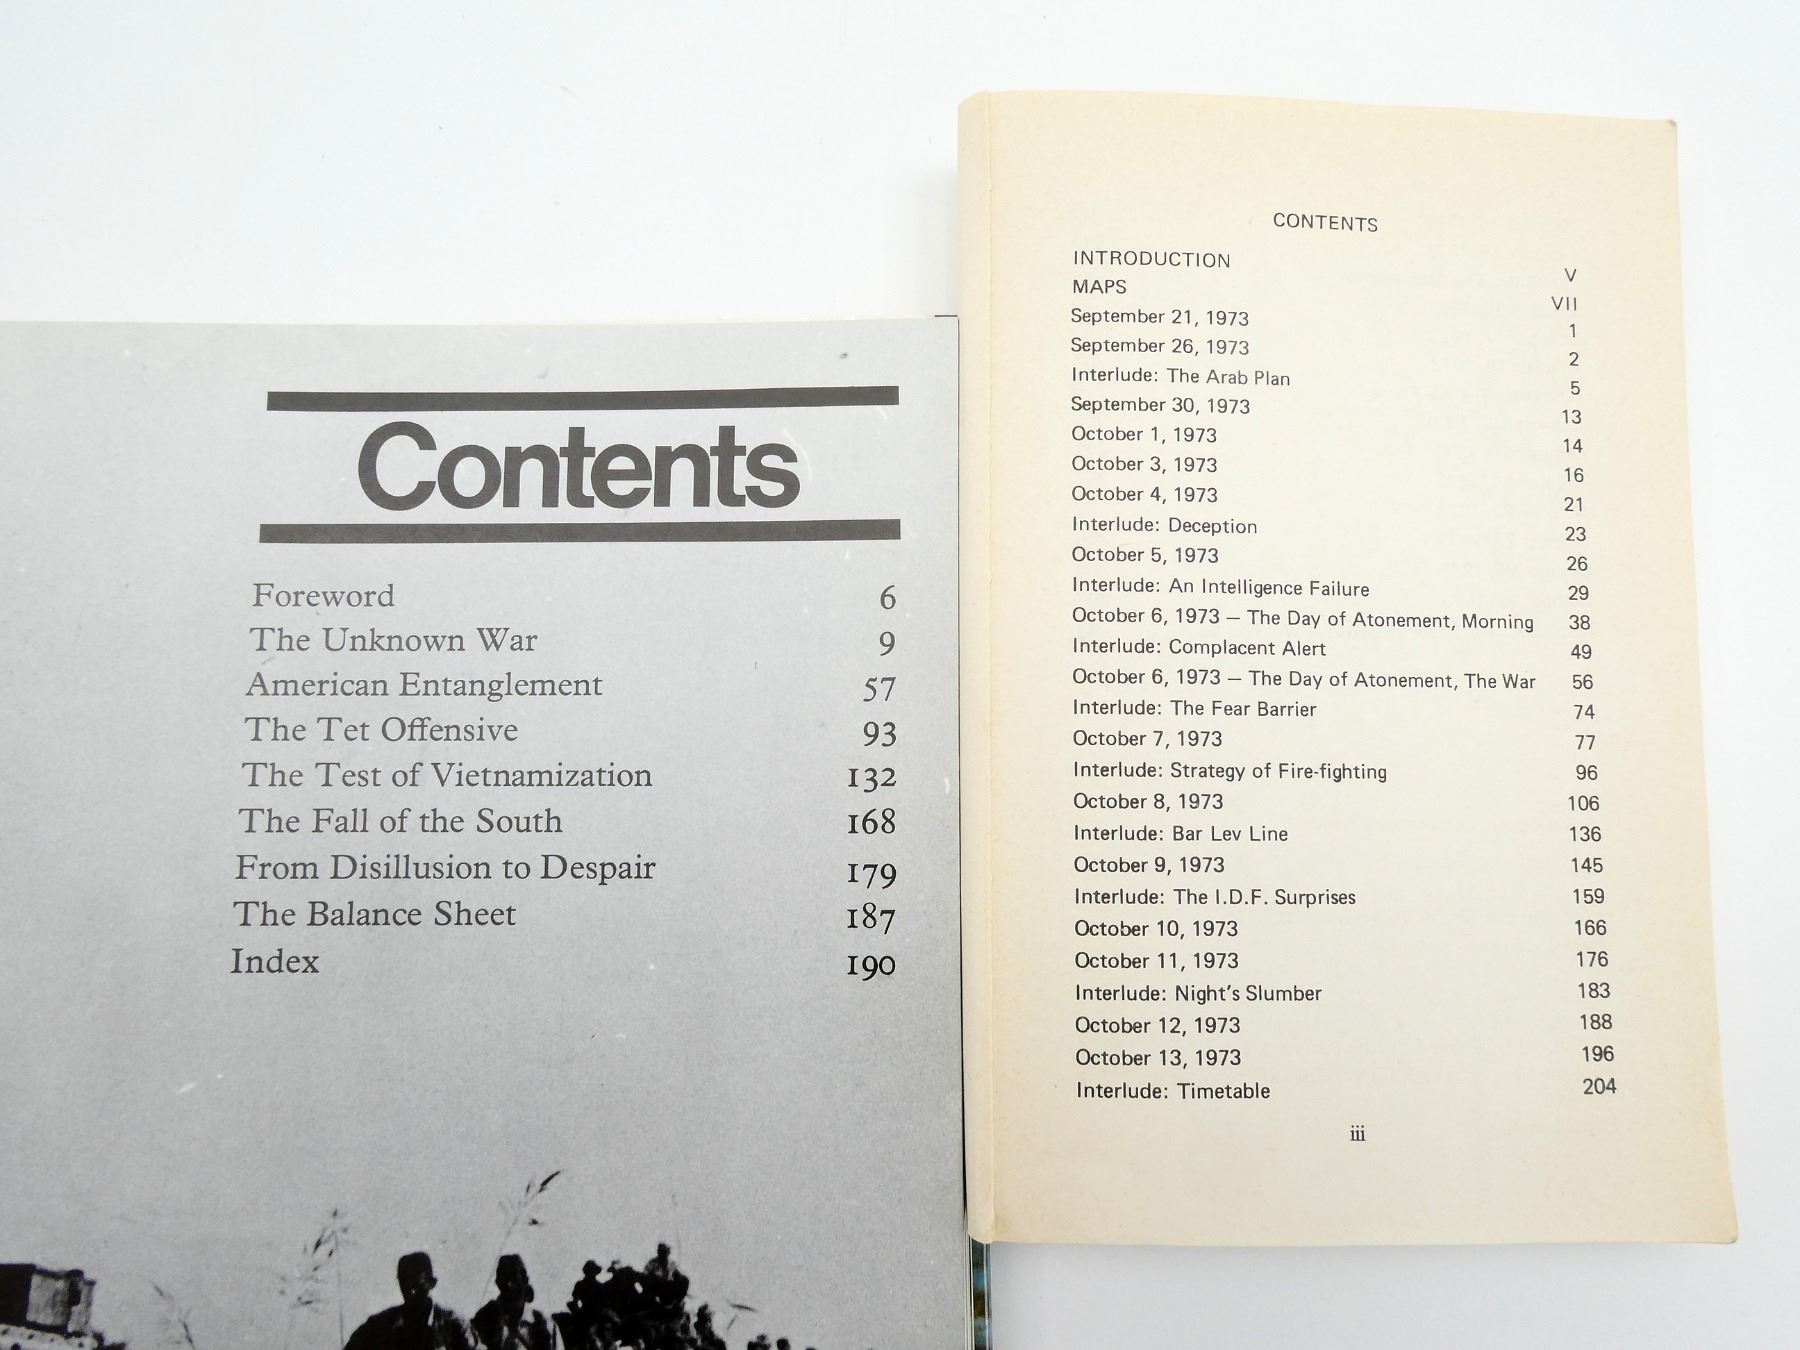 Contents
Foreword 6
The Unknown War 9
American Entanglement 57
The Tet Offensive 93
The Test of Vietnamization 132
The Fall of the South 168
From Disillusion to Despair 179
The Balance Sheet 187
Index 190
CONTENTS
INTRODUCTION V
MAPS VII
September 21, 1973 1
September 26, 1973 2
Interlude: The Arab Plan 5
September 30, 1973 13
October 1, 1973 14
October 3, 1973 16
October 4, 1973 21
Interlude: Deception 23
October 5, 1973 26
Interlude: An Intelligence Failure 29
October 6, 1973 — The Day of Atonement, Morning 38
Interlude: Complacent Alert 49
October 6, 1973 — The Day of Atonement, The War 56
Interlude: The Fear Barrier 74
October 7, 1973 77
Interlude: Strategy of Fire-fighting 96
October 8, 1973 106
Interlude: Bar Lev Line 136
October 9, 1973 145
Interlude: The I.D.F. Surprises 159
October 10, 1973 166
October 11, 1973 176
Interlude: Night's Slumber 183
October 12, 1973 188
October 13, 1973 196
Interlude: Timetable 204
iii